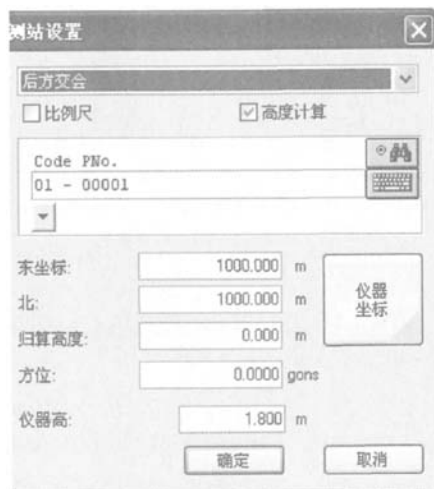 测站设置
后方交会
比例尺 高度计算
Code PNo.
01 - 00001
东坐标: 1000.000 m
北: 1000.000 m
仪器
坐标
归算高度: 0.000 m
方位: 0.0000 gons
仪器高: 1.800 m
确定 取消